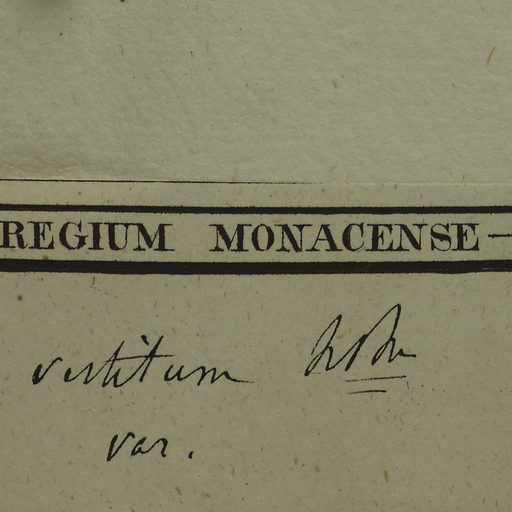 REGIUM MONACENSE —
vestitum
var.